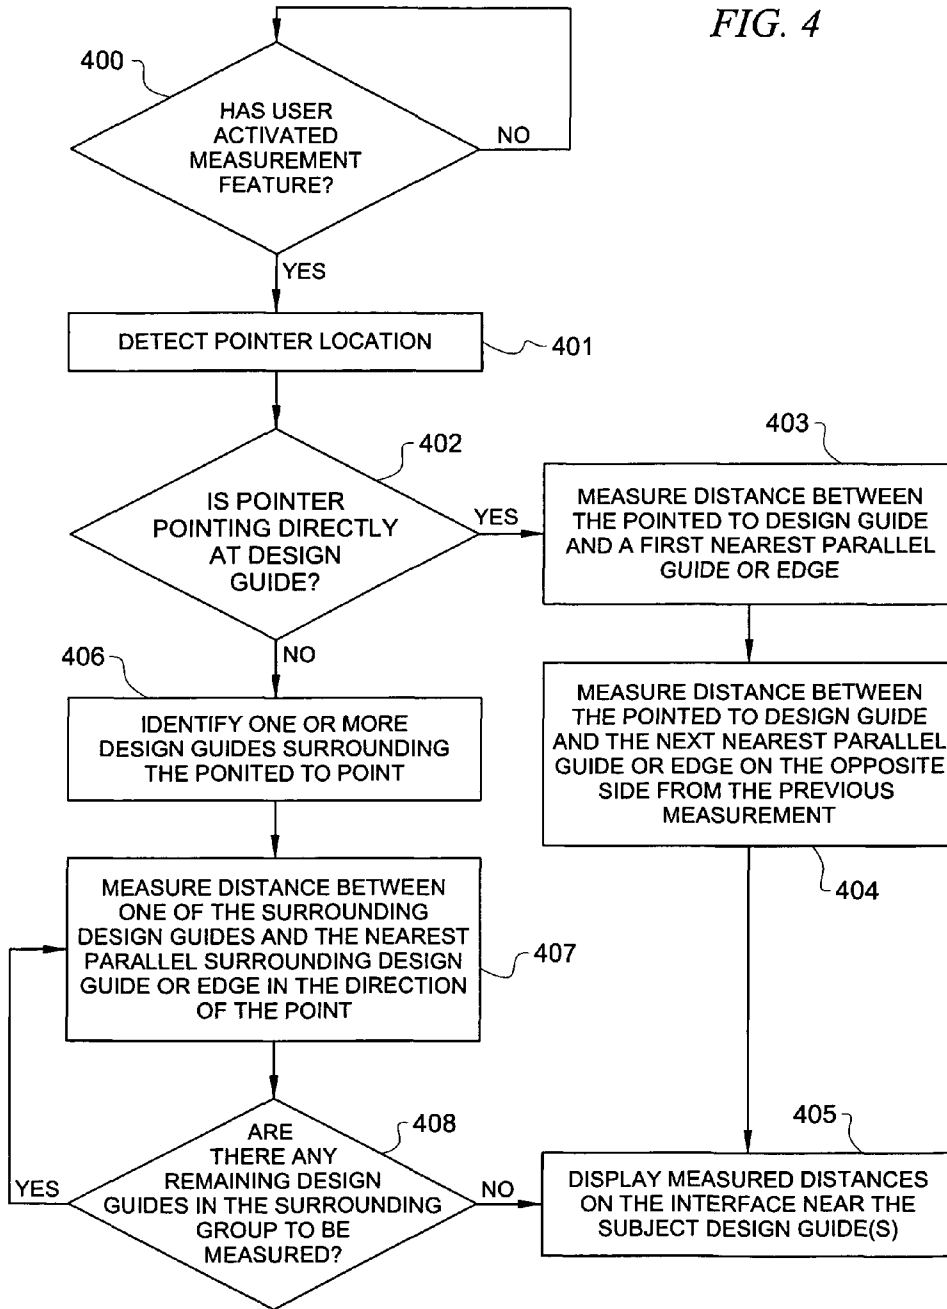 FIG. 4
400
HAS USER
ACTIVATED
MEASUREMENT
FEATURE?
NO
YES
DETECT POINTER LOCATION
401
402
IS POINTER
POINTING DIRECTLY
AT DESIGN
GUIDE?
YES
NO
403
MEASURE DISTANCE BETWEEN
THE POINTED TO DESIGN GUIDE
AND A FIRST NEAREST PARALLEL
GUIDE OR EDGE
MEASURE DISTANCE BETWEEN
THE POINTED TO DESIGN GUIDE
AND THE NEXT NEAREST PARALLEL
GUIDE OR EDGE ON THE OPPOSITE
SIDE FROM THE PREVIOUS
MEASUREMENT
404
406
IDENTIFY ONE OR MORE
DESIGN GUIDES SURROUNDING
THE PONITED TO POINT
MEASURE DISTANCE BETWEEN
ONE OF THE SURROUNDING
DESIGN GUIDES AND THE NEAREST
PARALLEL SURROUNDING DESIGN
GUIDE OR EDGE IN THE DIRECTION
OF THE POINT
407
408
ARE
THERE ANY
REMAINING DESIGN
GUIDES IN THE SURROUNDING
GROUP TO BE
MEASURED?
YES
NO
405
DISPLAY MEASURED DISTANCES
ON THE INTERFACE NEAR THE
SUBJECT DESIGN GUIDE(S)